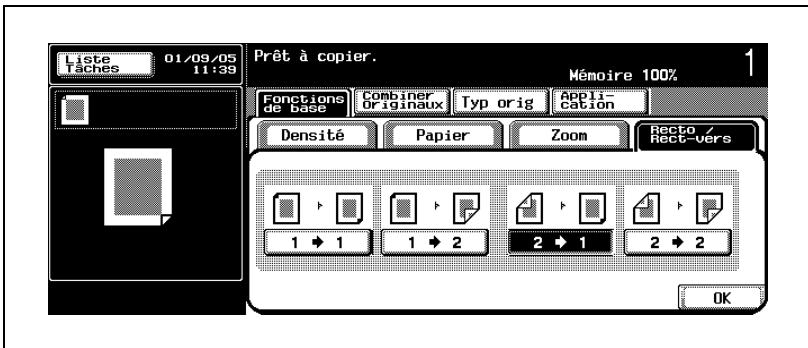 Liste
Tâches
01/09/05
11:39
Prêt à copier.
Mémoire 100%
1
Fonctions
de base
Combiner
Originaux
Typ orig
Appli-
cation
Densité
Papier
Zoom
Recto /
Rect-vers
1 ➔ 1
1 ➔ 2
2 ➔ 1
2 ➔ 2
OK